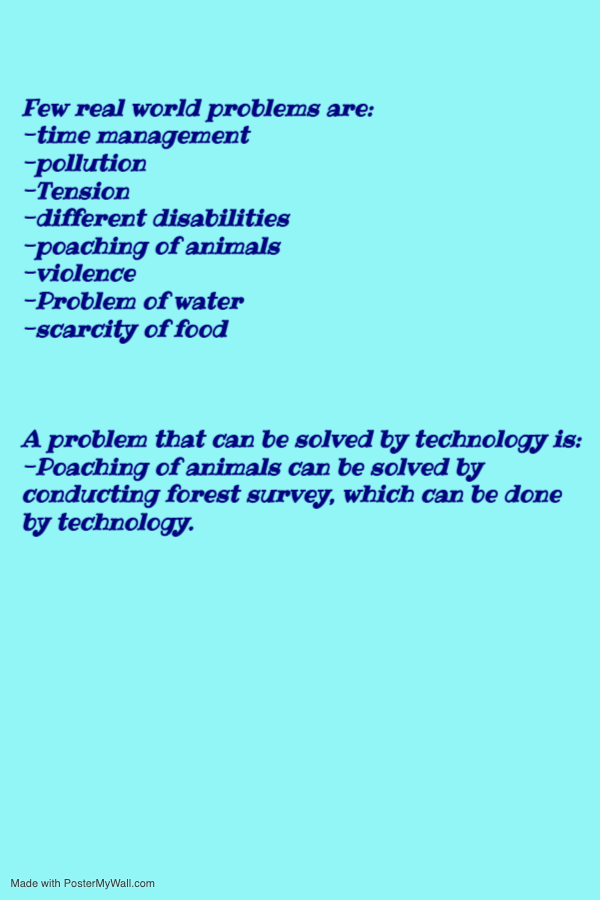 Few real world problems are:
-time management
-pollution
-Tension
-different disabilities
-poaching of animals
-violence
-Problem of water
-scarcity of food
A problem that can be solved by technology is:
-Poaching of animals can be solved by
conducting forest survey, which can be done
by technology.
Made with PosterMyWall.com